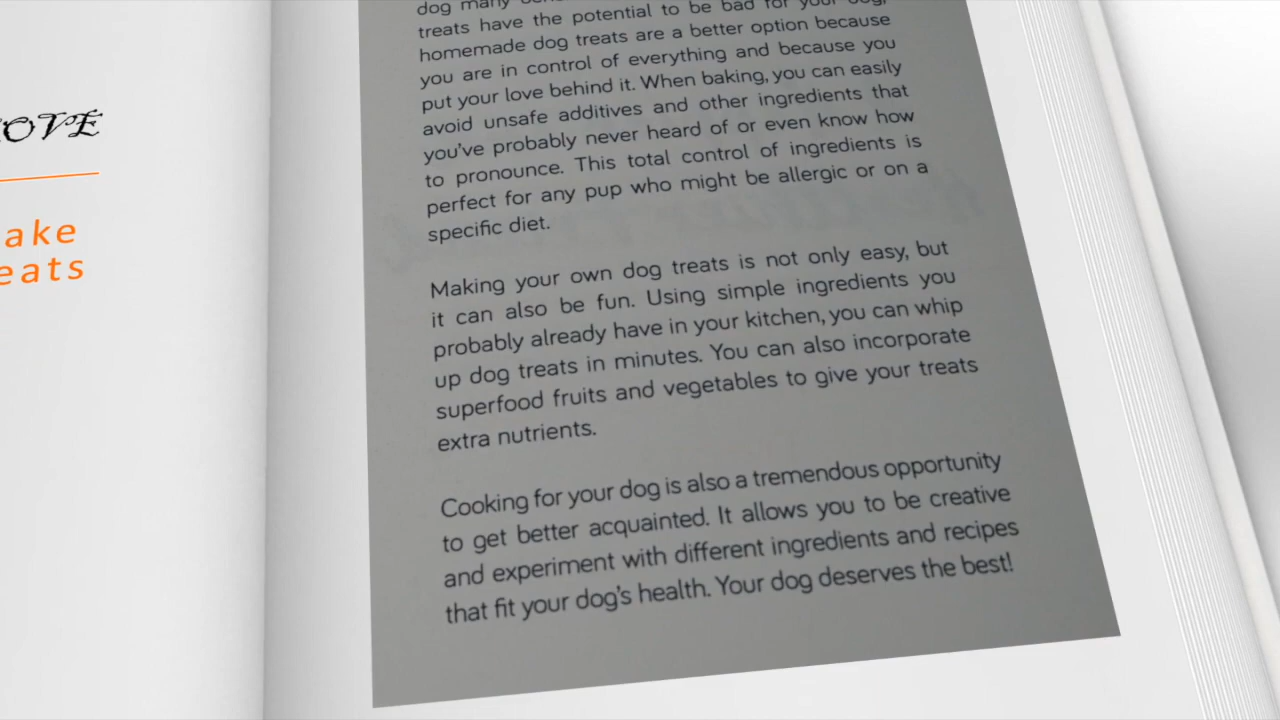 OVE
ake
eats
dog many
treats have the potential to be bad for your dog,
homemade dog treats are a better option because
you are in control of everything and because you
put your love behind it. When baking, you can easily
avoid unsafe additives and other ingredients that
you've probably never heard of or even know how
to pronounce. This total control of ingredients is
perfect for any pup who might be allergic or on a
specific diet.
Making your own dog treats is not only easy, but
it can also be fun. Using simple ingredients you
probably already have in your kitchen, you can whip
up dog treats in minutes. You can also incorporate
superfood fruits and vegetables to give your treats
extra nutrients.
Cooking for your dog is also a tremendous opportunity
to get better acquainted. It allows you to be creative
and experiment with different ingredients and recipes
that fit your dog's health. Your dog deserves the best!